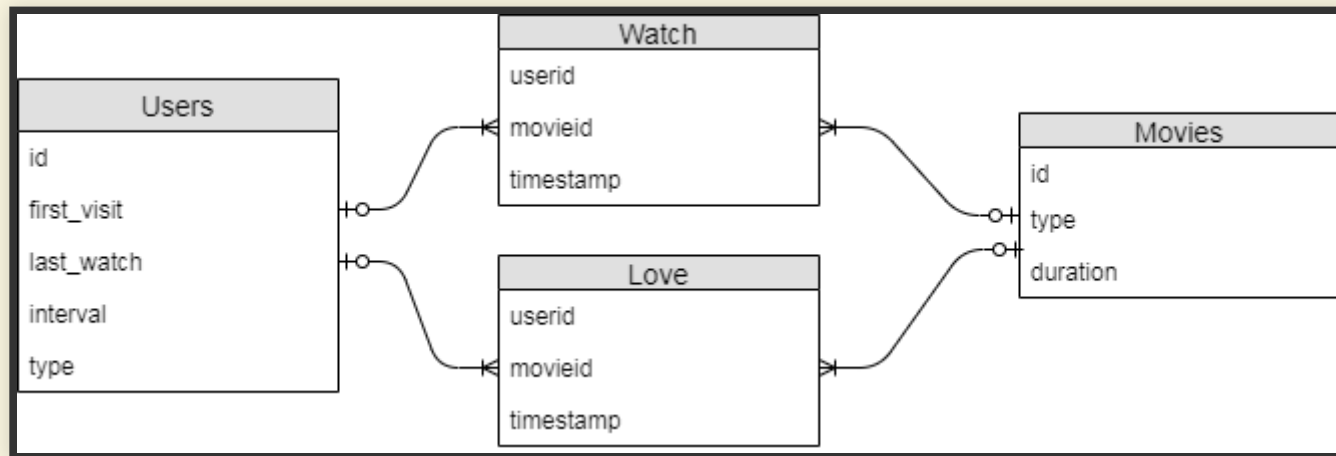 Users
id
first_visit
last_watch
interval
type
Watch
userid
movieid
timestamp
Love
userid
movieid
timestamp
Movies
id
type
duration